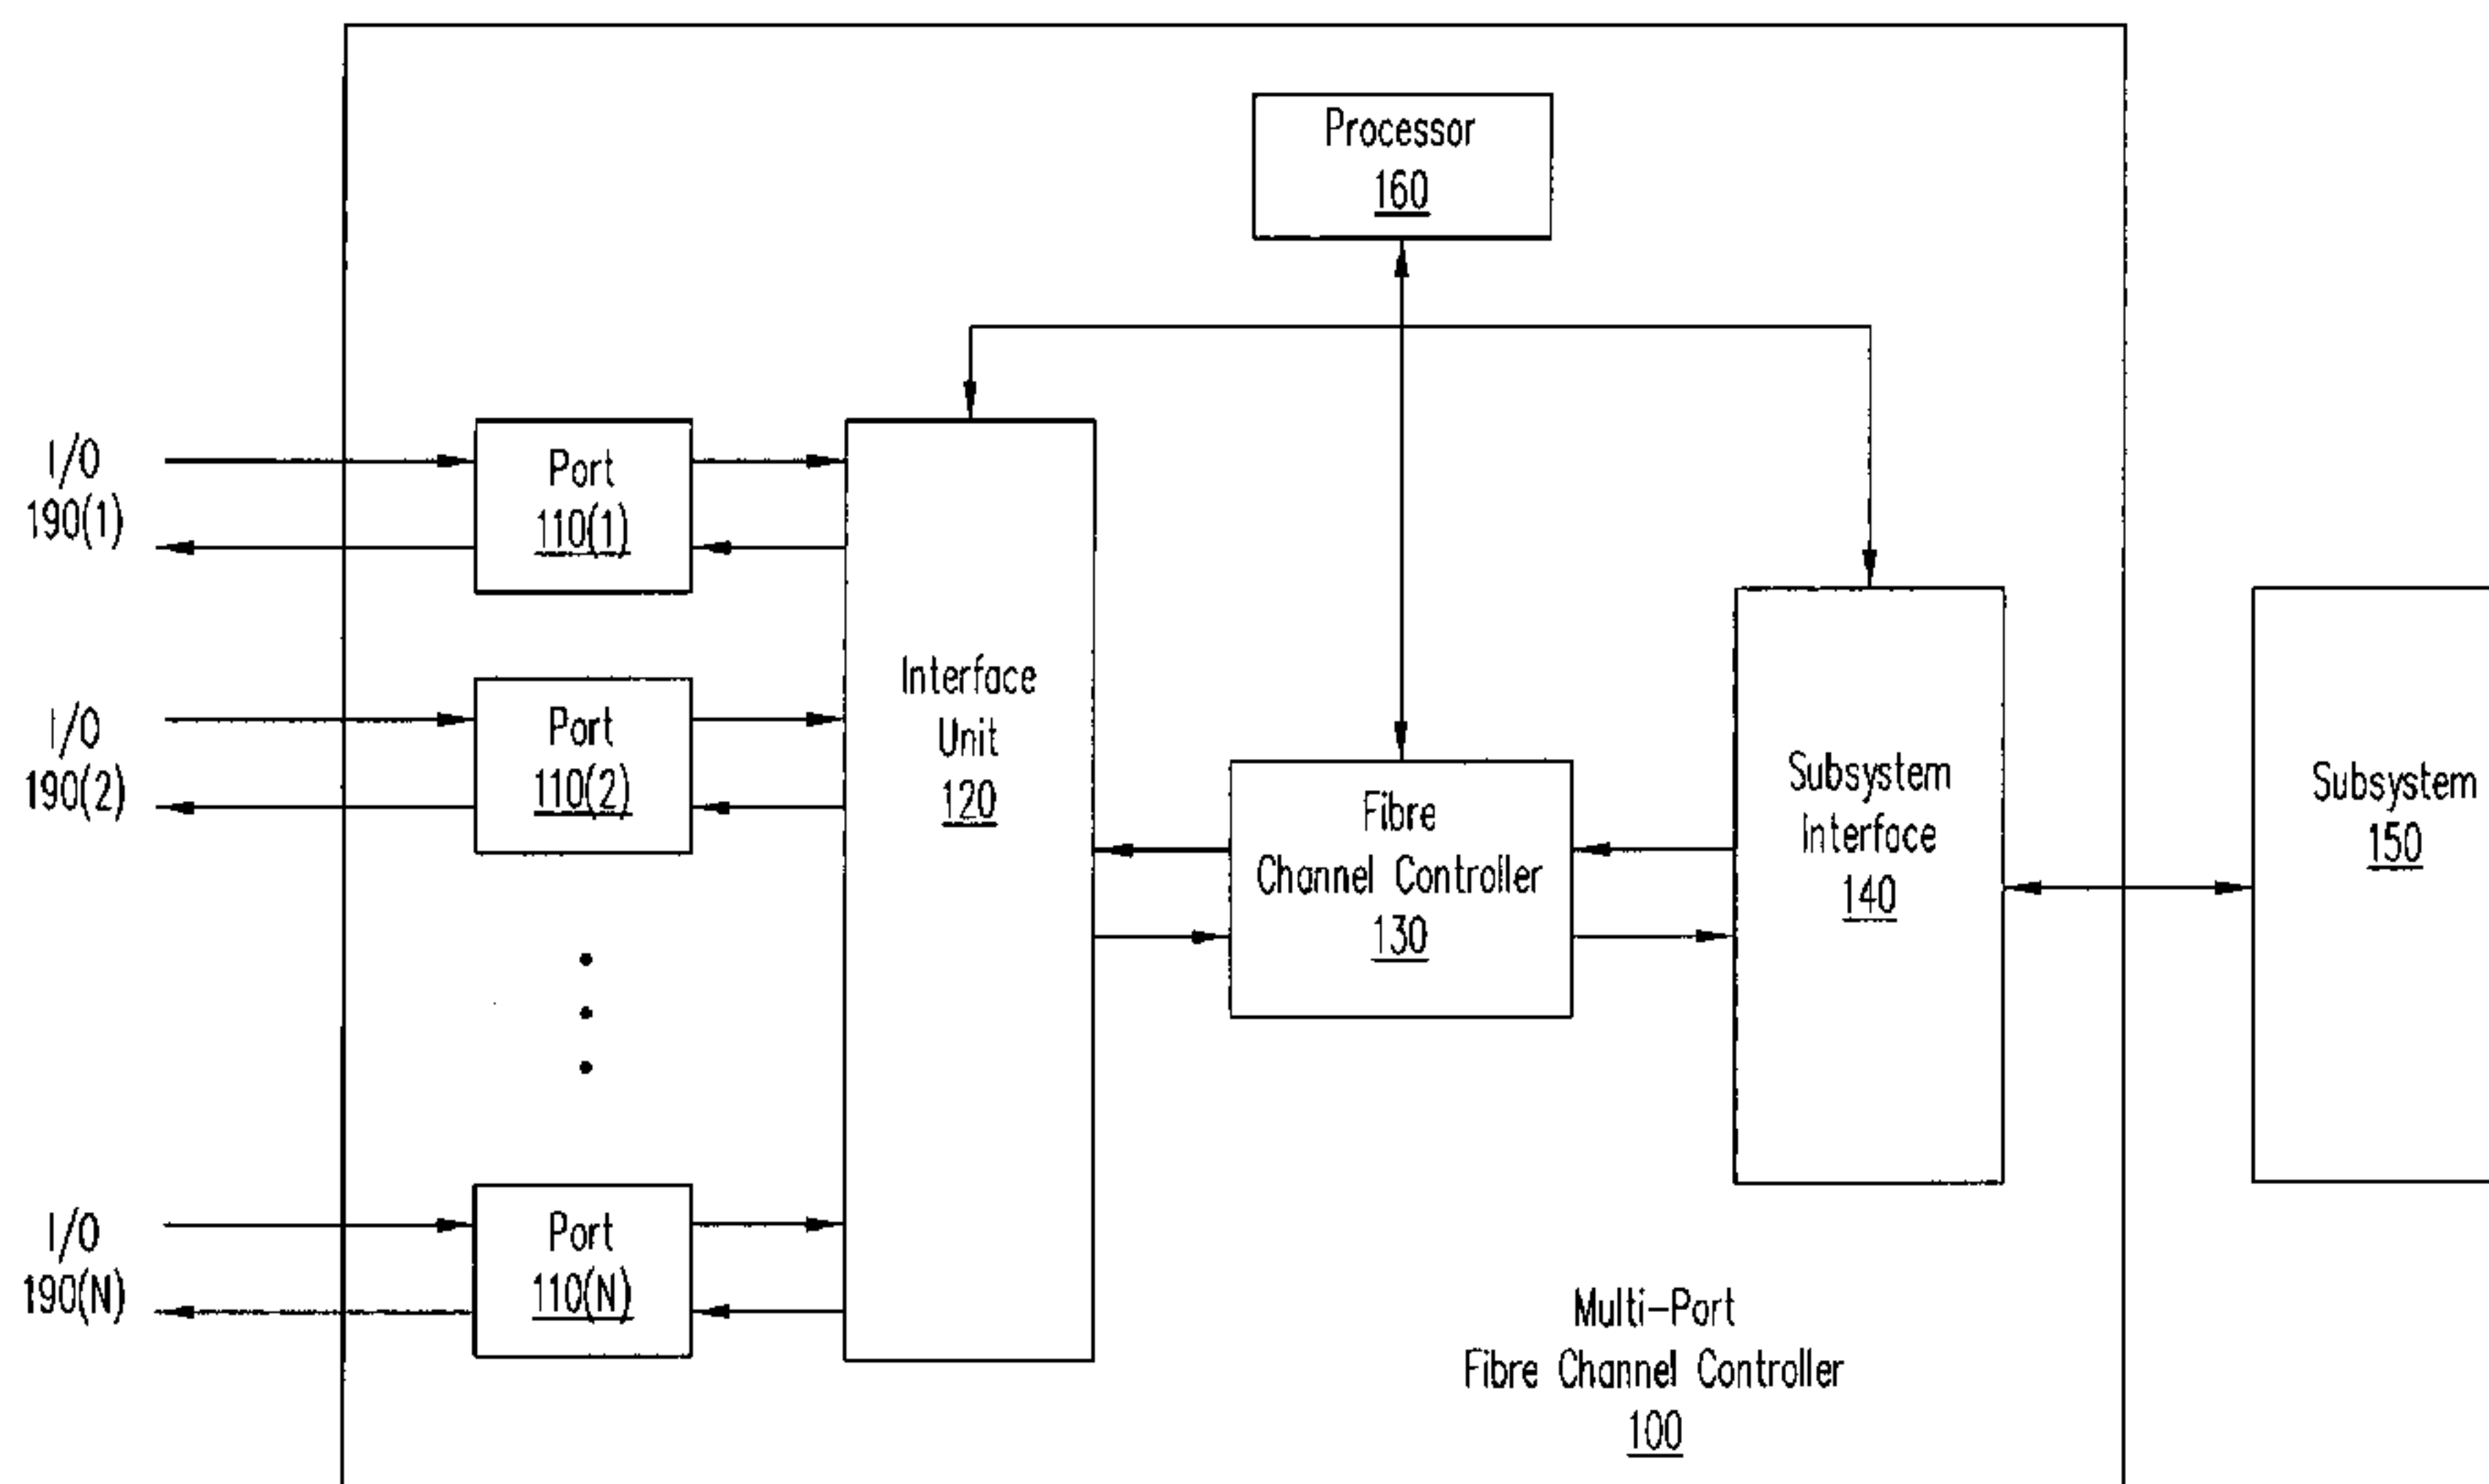 Processor
160
I/O
190(1)
Port
110(1)
I/O
190(2)
Port
110(2)
Interface
Unit
120
Fibre
Channel Controller
130
Subsystem
Interface
140
Subsystem
150
I/O
190(N)
Port
110(N)
Multi-Port
Fibre Channel Controller
100